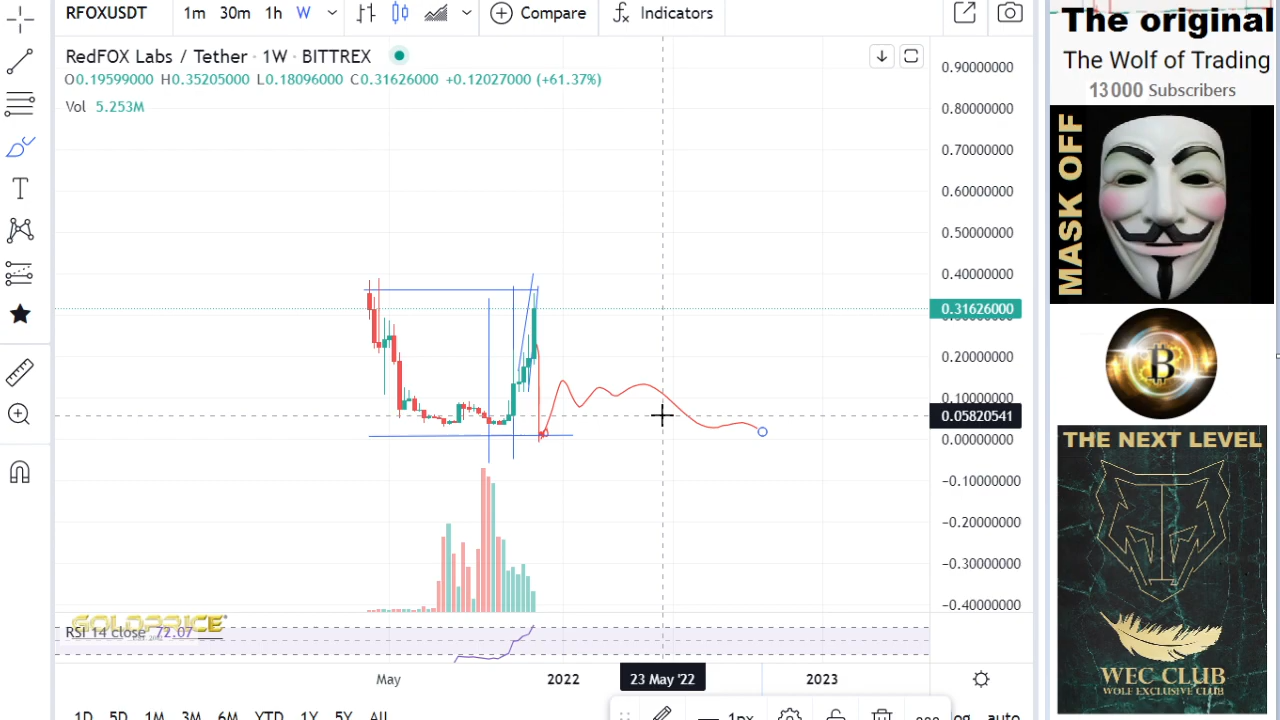 RFOXUSDT 1m 30m 1h W Compare Indicators
RedFOX Labs / Tether · 1W · BITTREX
O0.19599000 H0.35205000 L0.18096000 C0.31626000 +0.12027000 (+61.37%)
Vol 5.253M
0.90000000
0.80000000
0.70000000
0.60000000
0.50000000
0.40000000
0.31626000
0.20000000
0.10000000
0.05820541
0.00000000
−0.10000000
−0.20000000
−0.30000000
−0.40000000
GOLDPRICE
RSI 14 close 72.07
May 2022 23 May '22 2023
1D 5D 1M 3M 6M YTD 1Y 5Y All
1px
auto
The original
The Wolf of Trading
13000 Subscribers
MASK OFF
B
THE NEXT LEVEL
WEC CLUB
WOLF EXCLUSIVE CLUB